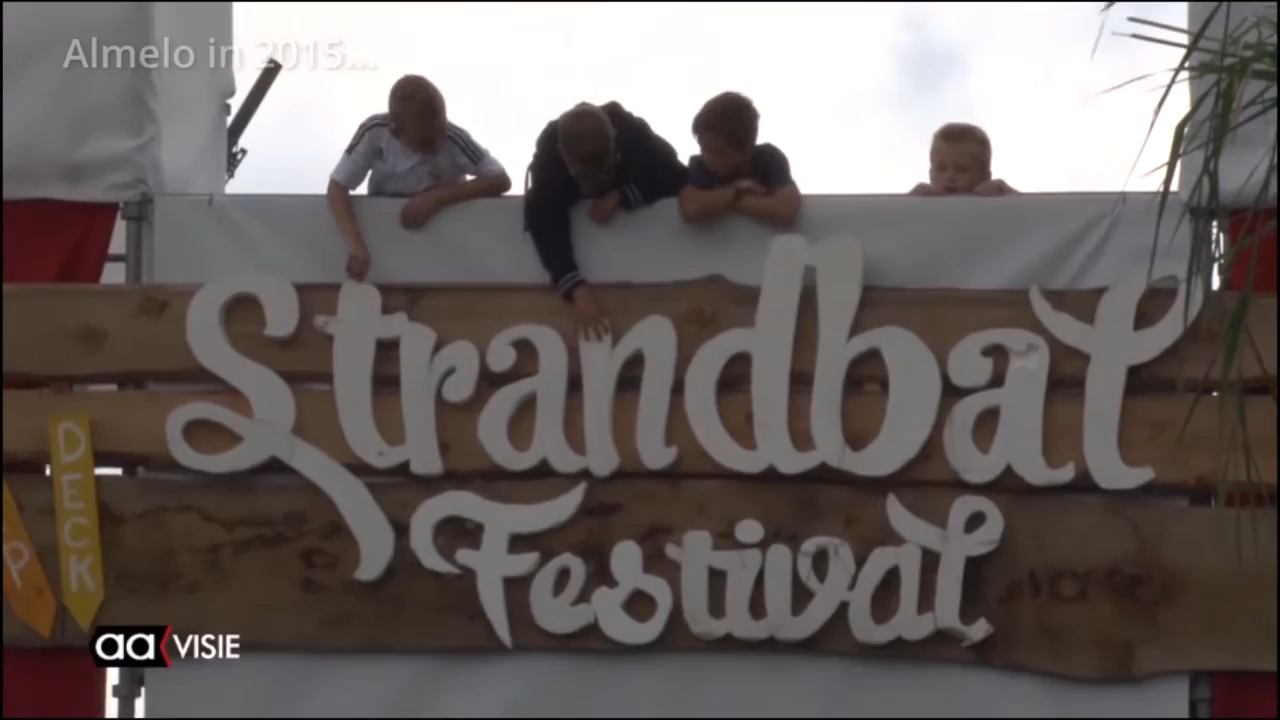 Almelo in 2015...
Strandbal
Festival
DECK
P
aa VISIE